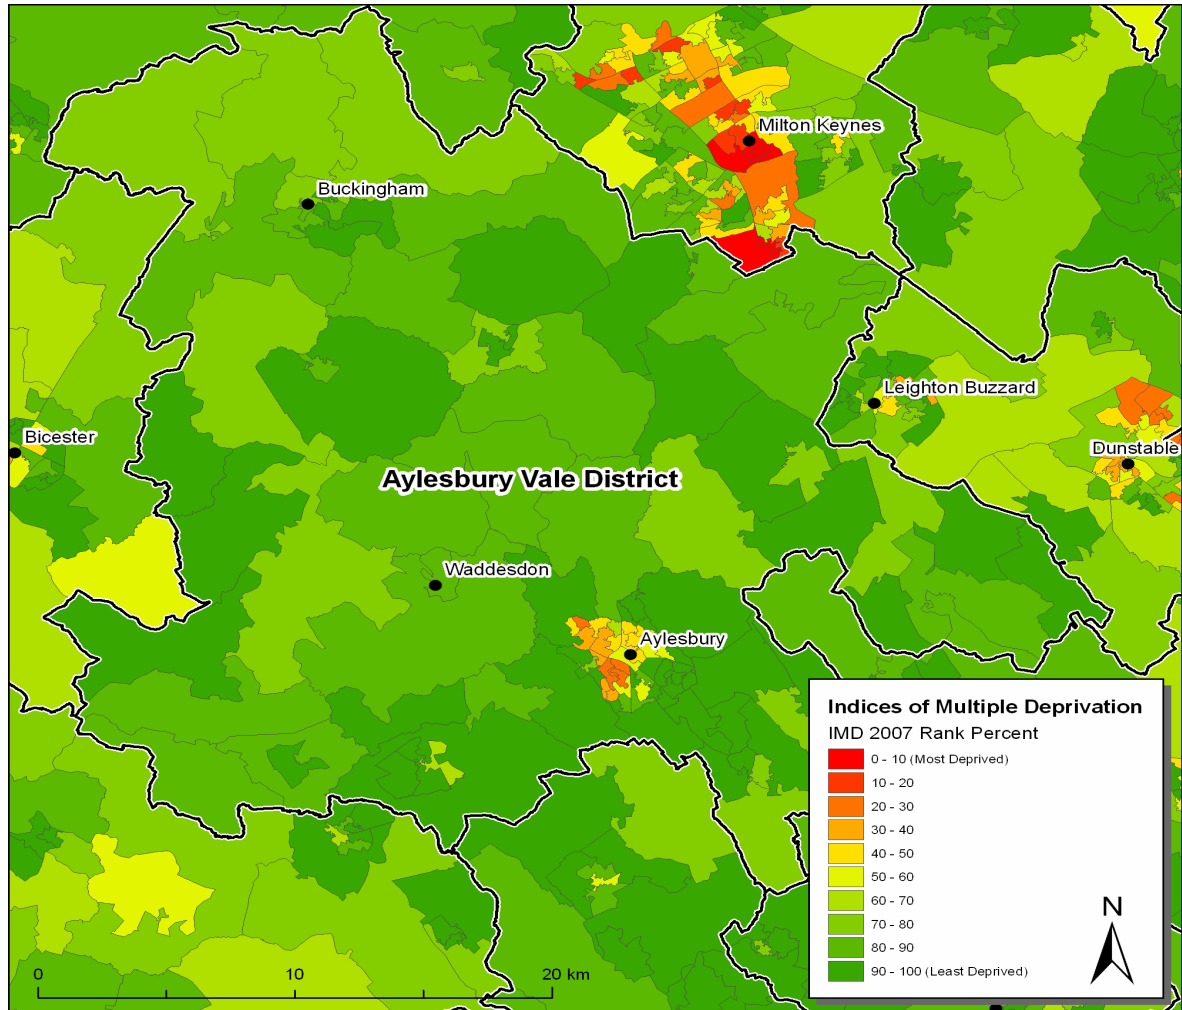 Milton Keynes
Buckingham
Leighton Buzzard
Bicester
Dunstable
Aylesbury Vale District
Waddesdon
Aylesbury
Indices of Multiple Deprivation
IMD 2007 Rank Percent
0 - 10 (Most Deprived)
10 - 20
20 - 30
30 - 40
40 - 50
50 - 60
60 - 70
70 - 80
80 - 90
90 - 100 (Least Deprived)
N
0 10 20 km